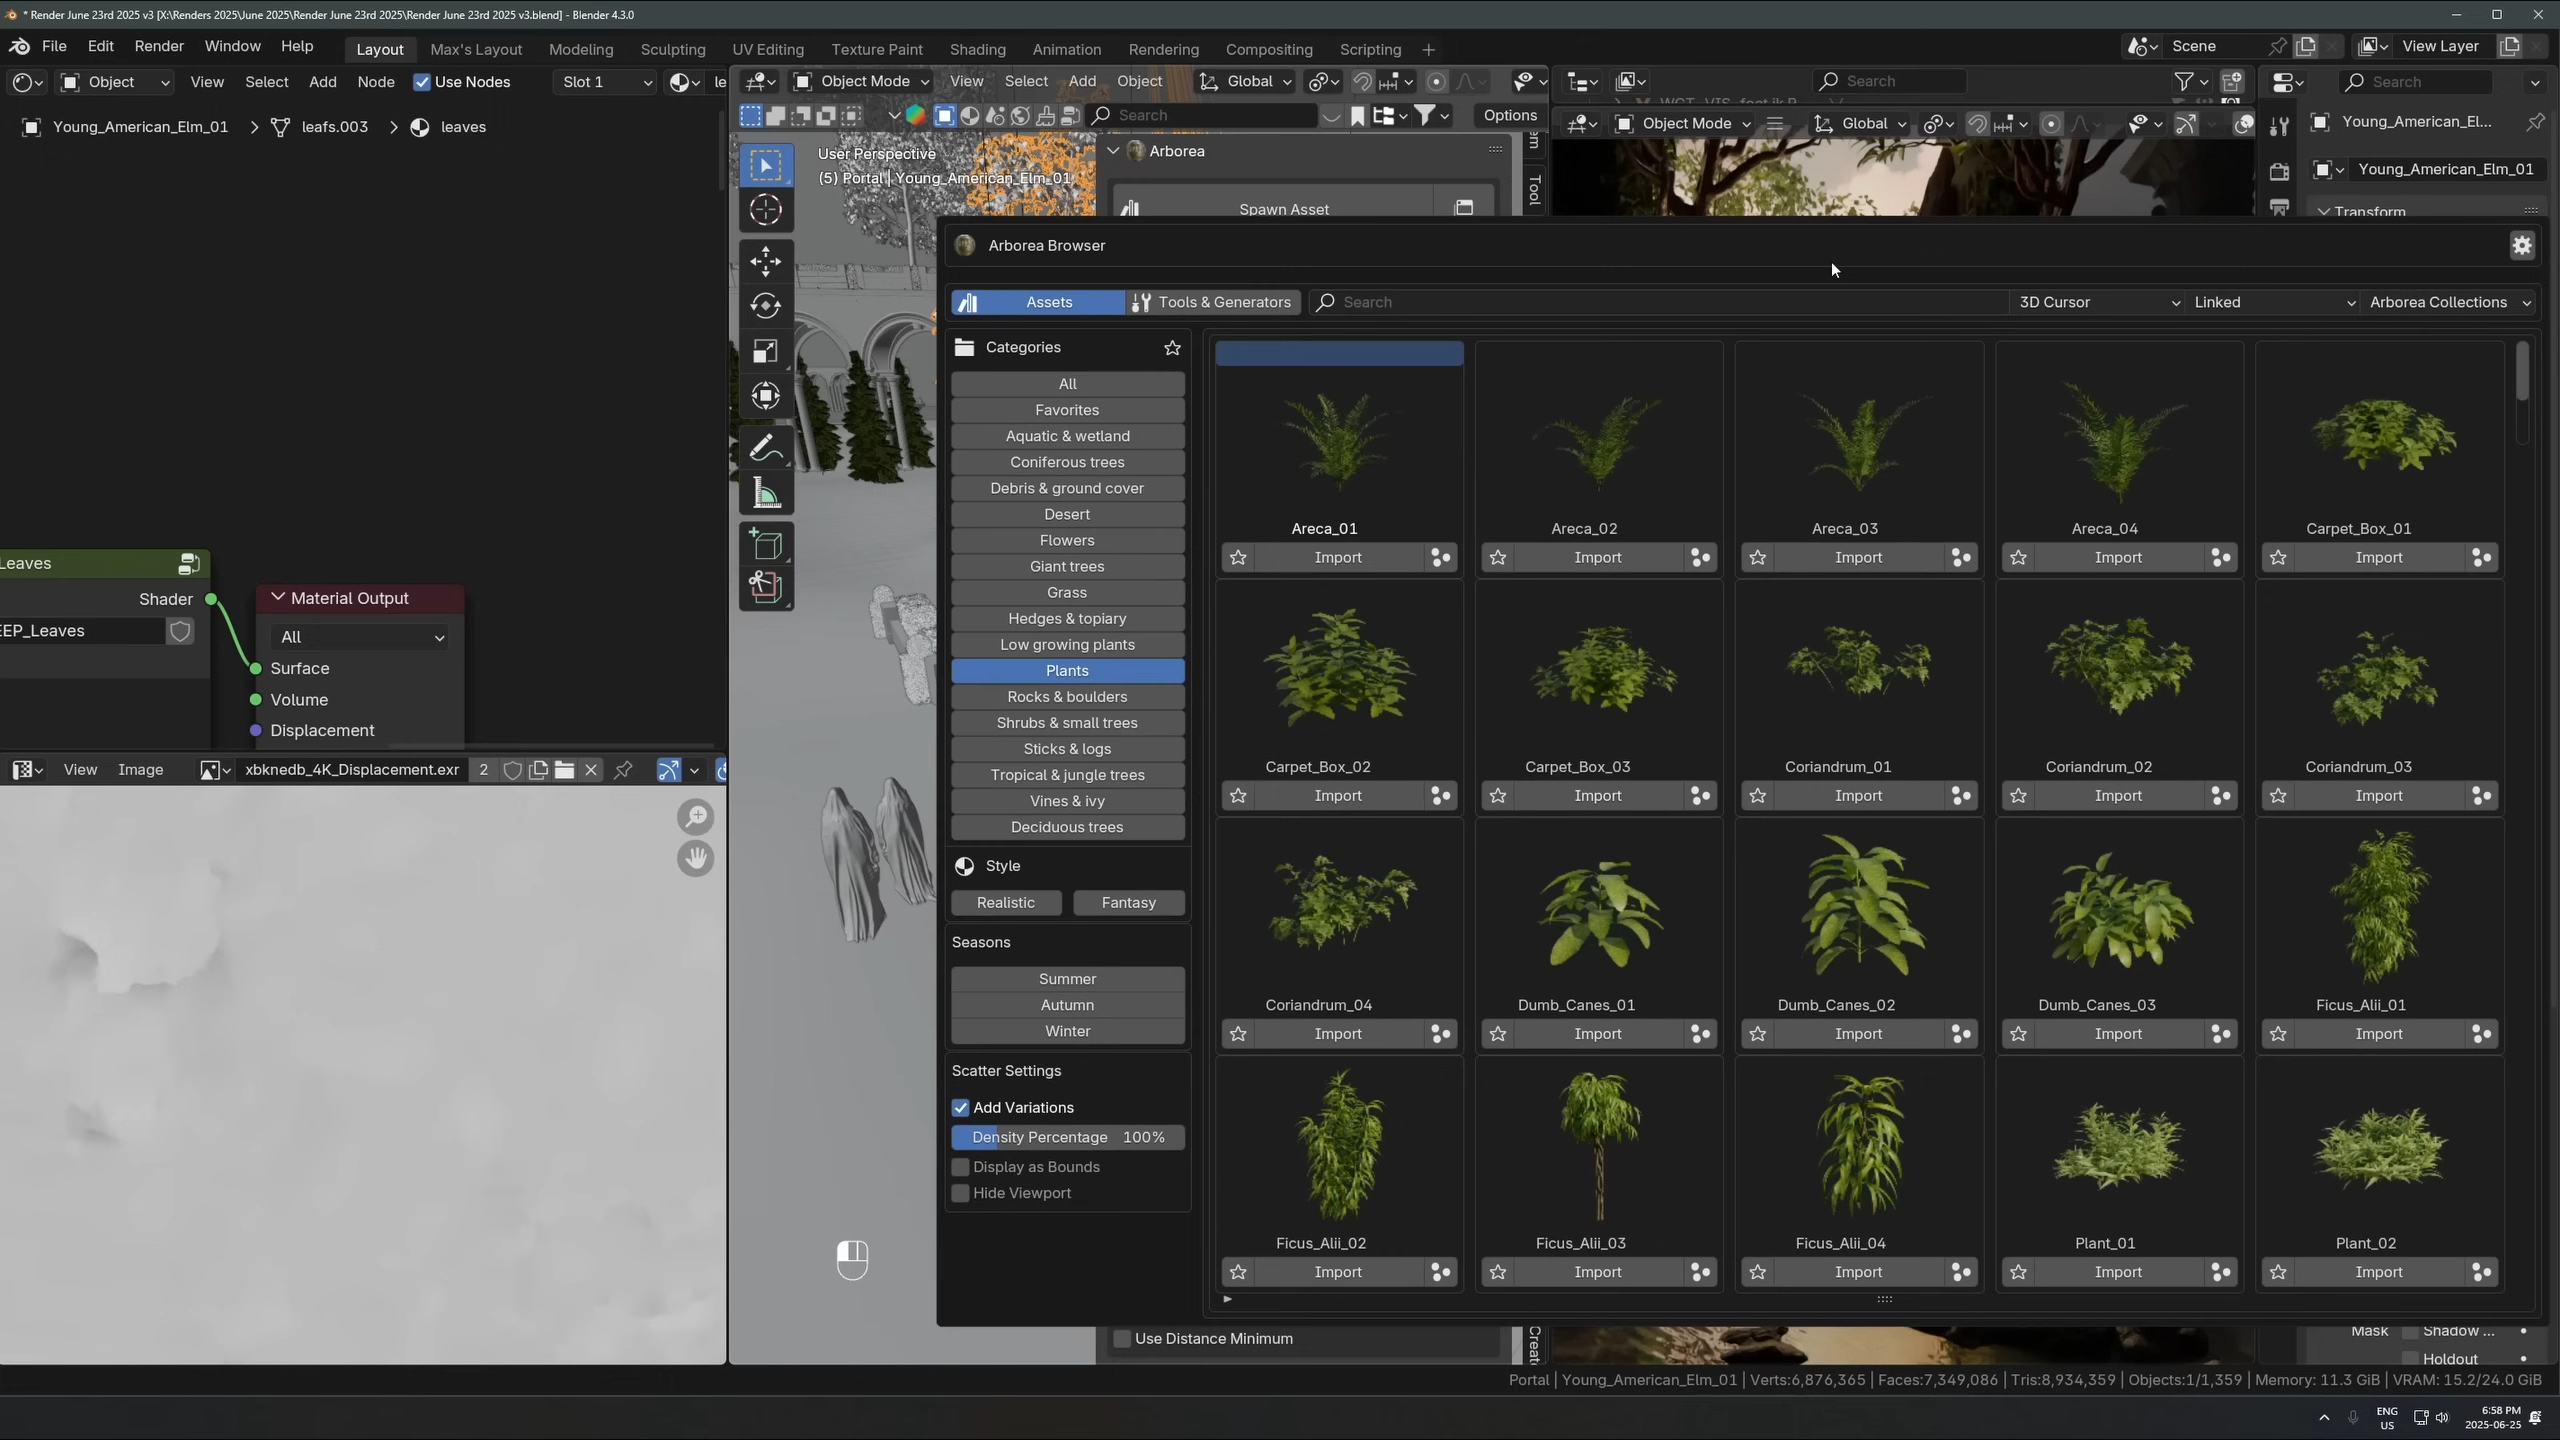 * Render June 23rd 2025 v3 [X:\Renders 2025\June 2025\Render June 23rd 2025\Render June 23rd 2025 v3.blend] - Blender 4.3.0
File Edit Render Window Help Layout Max's Layout Modeling Sculpting UV Editing Texture Paint Shading Animation Rendering Compositing Scripting + Scene View Layer
Object View Select Add Node Use Nodes Slot 1 le
Object Mode View Select Add Object Global
Search
Search
Search Options
Object Mode Global
Young_American_Elm_01 > leafs.003 > leaves
Young_American_El...
User Perspective
(5) Portal | Young_American_Elm_01
Arborea
Spawn Asset
Tool
Young_American_Elm_01
Transform
Arborea Browser
Assets Tools & Generators Search 3D Cursor Linked Arborea Collections
Categories
All
Favorites
Aquatic & wetland
Coniferous trees
Debris & ground cover
Desert
Flowers
Giant trees
Grass
Hedges & topiary
Low growing plants
Plants
Rocks & boulders
Shrubs & small trees
Sticks & logs
Tropical & jungle trees
Vines & ivy
Deciduous trees
Style
Realistic Fantasy
Seasons
Summer
Autumn
Winter
Scatter Settings
Add Variations
Density Percentage 100%
Display as Bounds
Hide Viewport
Areca_01 Areca_02 Areca_03 Areca_04 Carpet_Box_01
Import Import Import Import Import
Carpet_Box_02 Carpet_Box_03 Coriandrum_01 Coriandrum_02 Coriandrum_03
Import Import Import Import Import
Coriandrum_04 Dumb_Canes_01 Dumb_Canes_02 Dumb_Canes_03 Ficus_Alii_01
Import Import Import Import Import
Ficus_Alii_02 Ficus_Alii_03 Ficus_Alii_04 Plant_01 Plant_02
Import Import Import Import Import
Leaves
Shader
EEP_Leaves
Material Output
All
Surface
Volume
Displacement
View Image xbknedb_4K_Displacement.exr 2
Use Distance Minimum
Creat
Mask Shadow ...
Holdout
Portal | Young_American_Elm_01 | Verts:6,876,365 | Faces:7,349,086 | Tris:8,934,359 | Objects:1/1,359 | Memory: 11.3 GiB | VRAM: 15.2/24.0 GiB
ENG
US
6:58 PM
2025-06-25